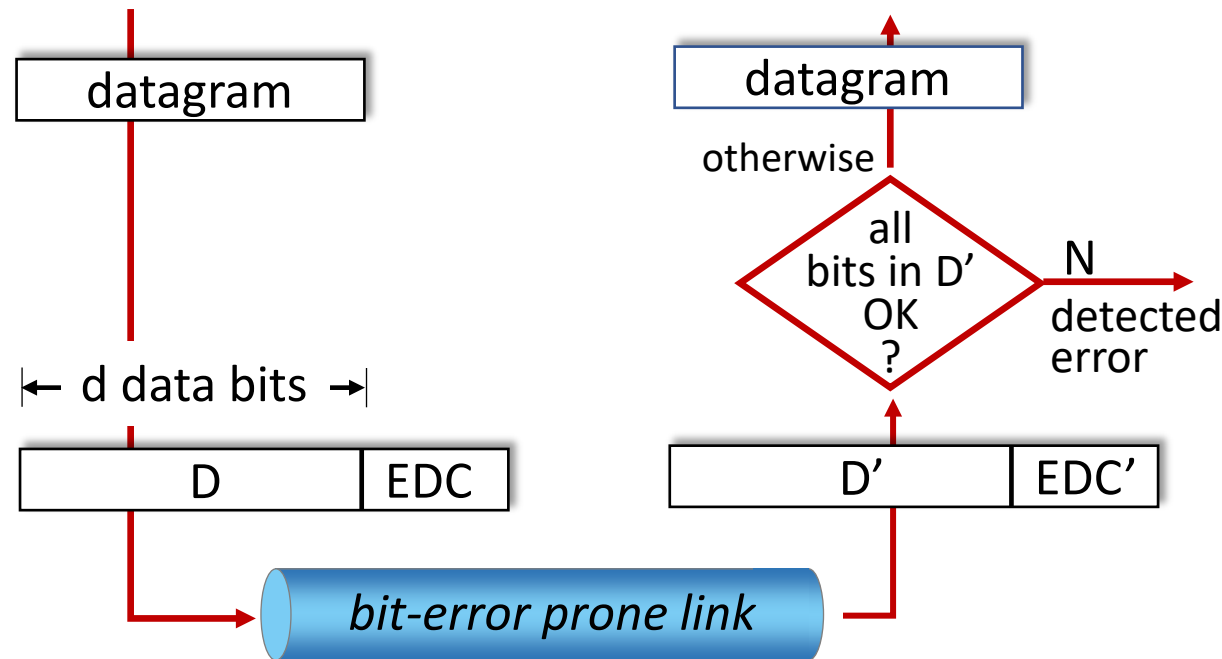 datagram
d data bits
D
EDC
bit-error prone link
datagram
otherwise
all
bits in D’
OK
?
N
detected
error
D’
EDC’